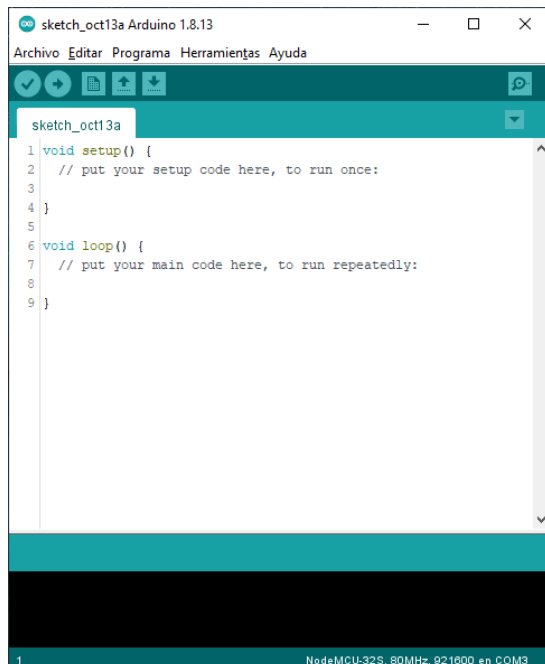 sketch_oct13a Arduino 1.8.13
Archivo Editar Programa Herramientas Ayuda
sketch_oct13a
1 void setup() {
2 // put your setup code here, to run once:
3
4 }
5
6 void loop() {
7 // put your main code here, to run repeatedly:
8
9 }
1 NodeMCU-32S, 80MHz, 921600 en COM3